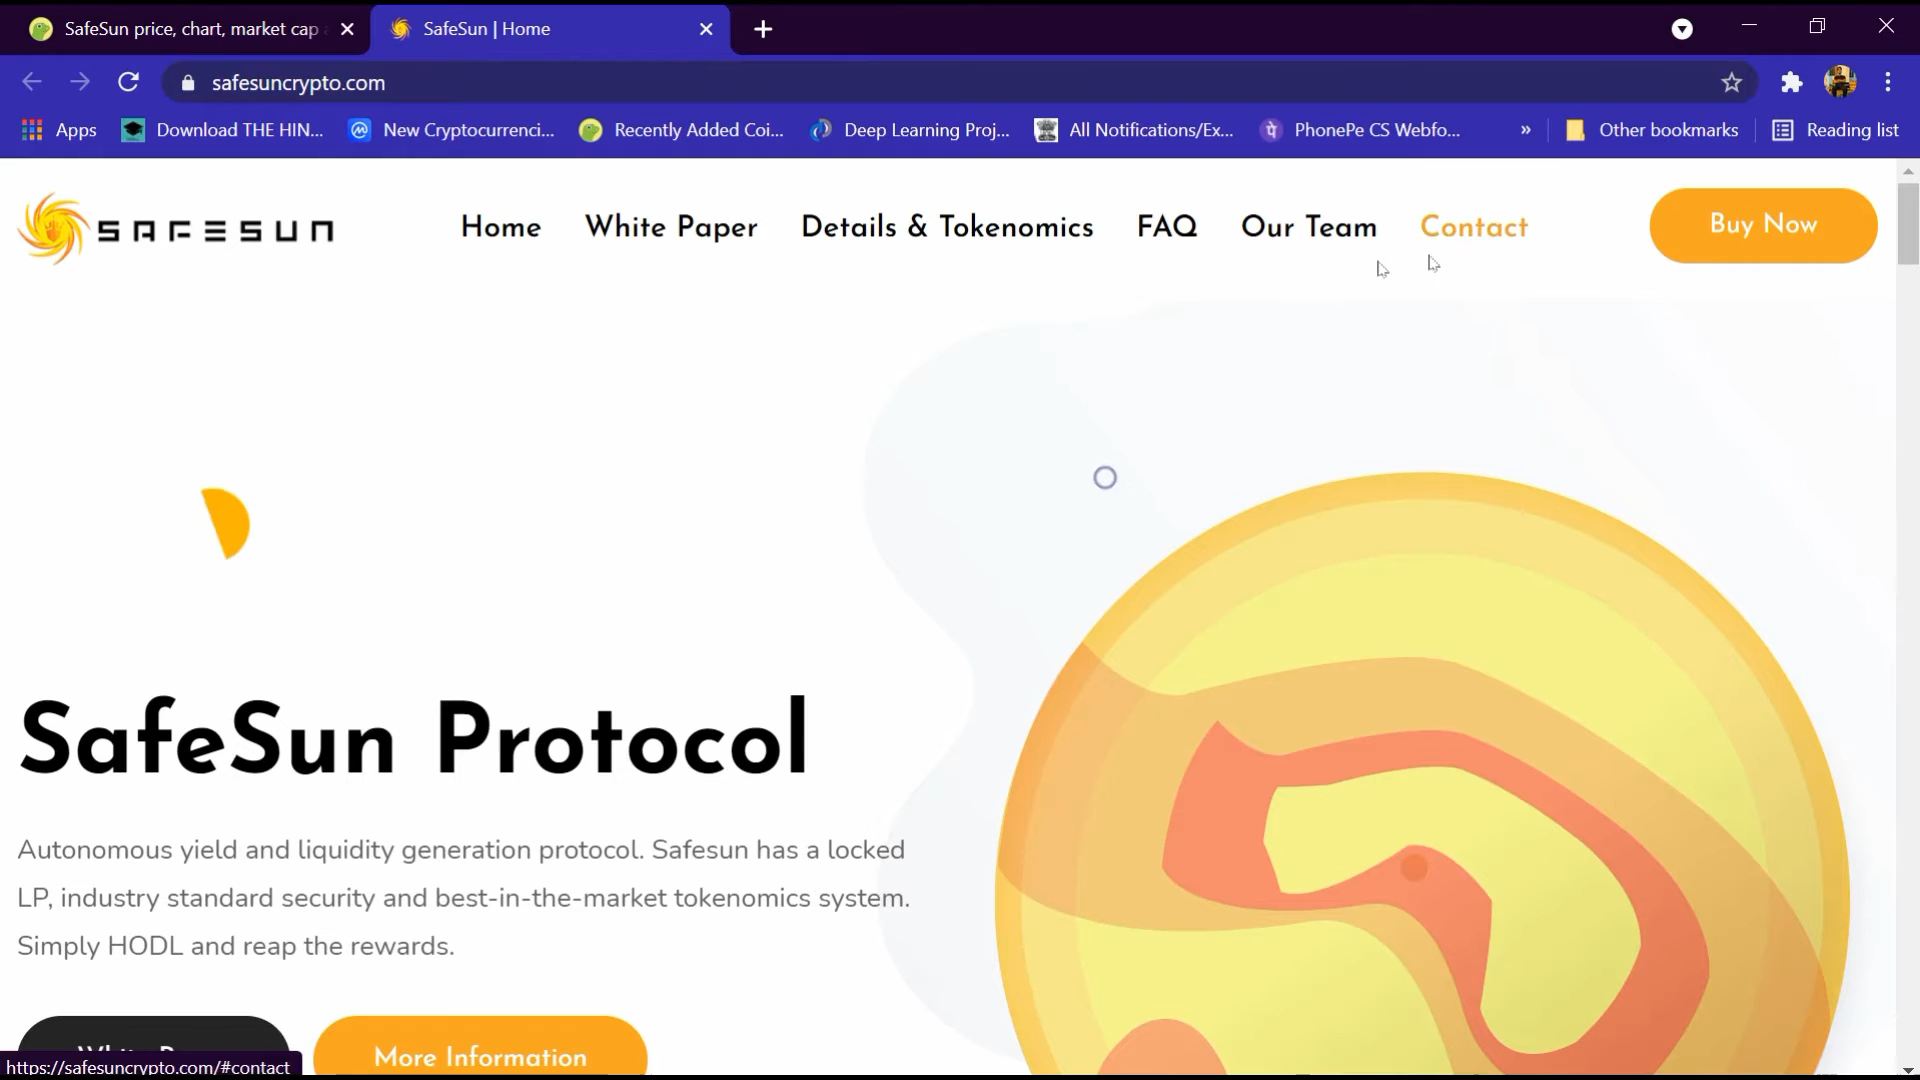 SafeSun price, chart, market cap
SafeSun | Home
safesuncrypto.com
Apps
Download THE HIN...
New Cryptocurrenci...
Recently Added Coi...
Deep Learning Proj...
All Notifications/Ex...
PhonePe CS Webfo...
»
Other bookmarks
Reading list
SAFESUN
Home
White Paper
Details & Tokenomics
FAQ
Our Team
Contact
Buy Now
SafeSun Protocol
Autonomous yield and liquidity generation protocol. Safesun has a locked
LP, industry standard security and best-in-the-market tokenomics system.
Simply HODL and reap the rewards.
More Information
https://safesuncrypto.com/#contact